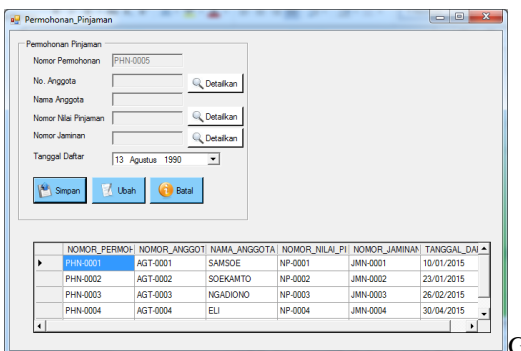 Permohonan_Pinjaman
Permohonan Pinjaman
Nomor Permohonan PHN-0005
No. Anggota Detailkan
Nama Anggota
Nomor Nilai Pinjaman Detailkan
Nomor Jaminan Detailkan
Tanggal Daftar 13 Agustus 1990
Simpan Ubah Batal
NOMOR_PERMOH NOMOR_ANGGOT NAMA_ANGGOTA NOMOR_NILAI_PI NOMOR_JAMINAN TANGGAL_DAI
PHN-0001 AGT-0001 SAMSOE NP-0001 JMN-0001 10/01/2015
PHN-0002 AGT-0002 SOEKAMTO NP-0002 JMN-0002 23/01/2015
PHN-0003 AGT-0003 NGADIONO NP-0003 JMN-0003 26/02/2015
PHN-0004 AGT-0004 ELI NP-0004 JMN-0004 30/04/2015
G